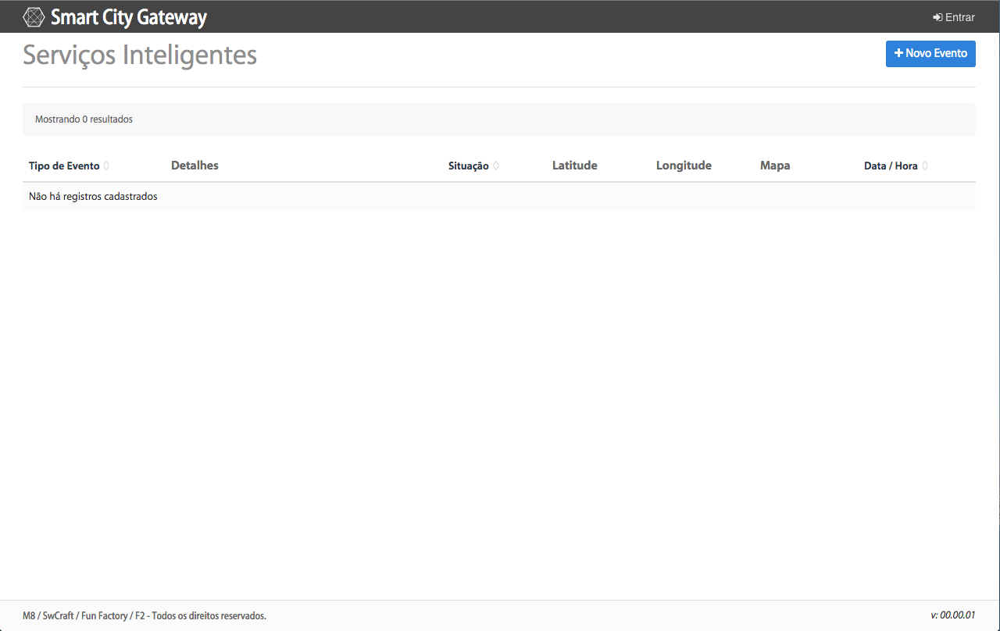 Smart City Gateway
Entrar
Serviços Inteligentes
Novo Evento
Mostrando 0 resultados
Tipo de Evento Detalhes Situação Latitude Longitude Mapa Data / Hora
Não há registros cadastrados
M8 / SwCraft / Fun Factory / F2 - Todos os direitos reservados.
v: 00.00.01